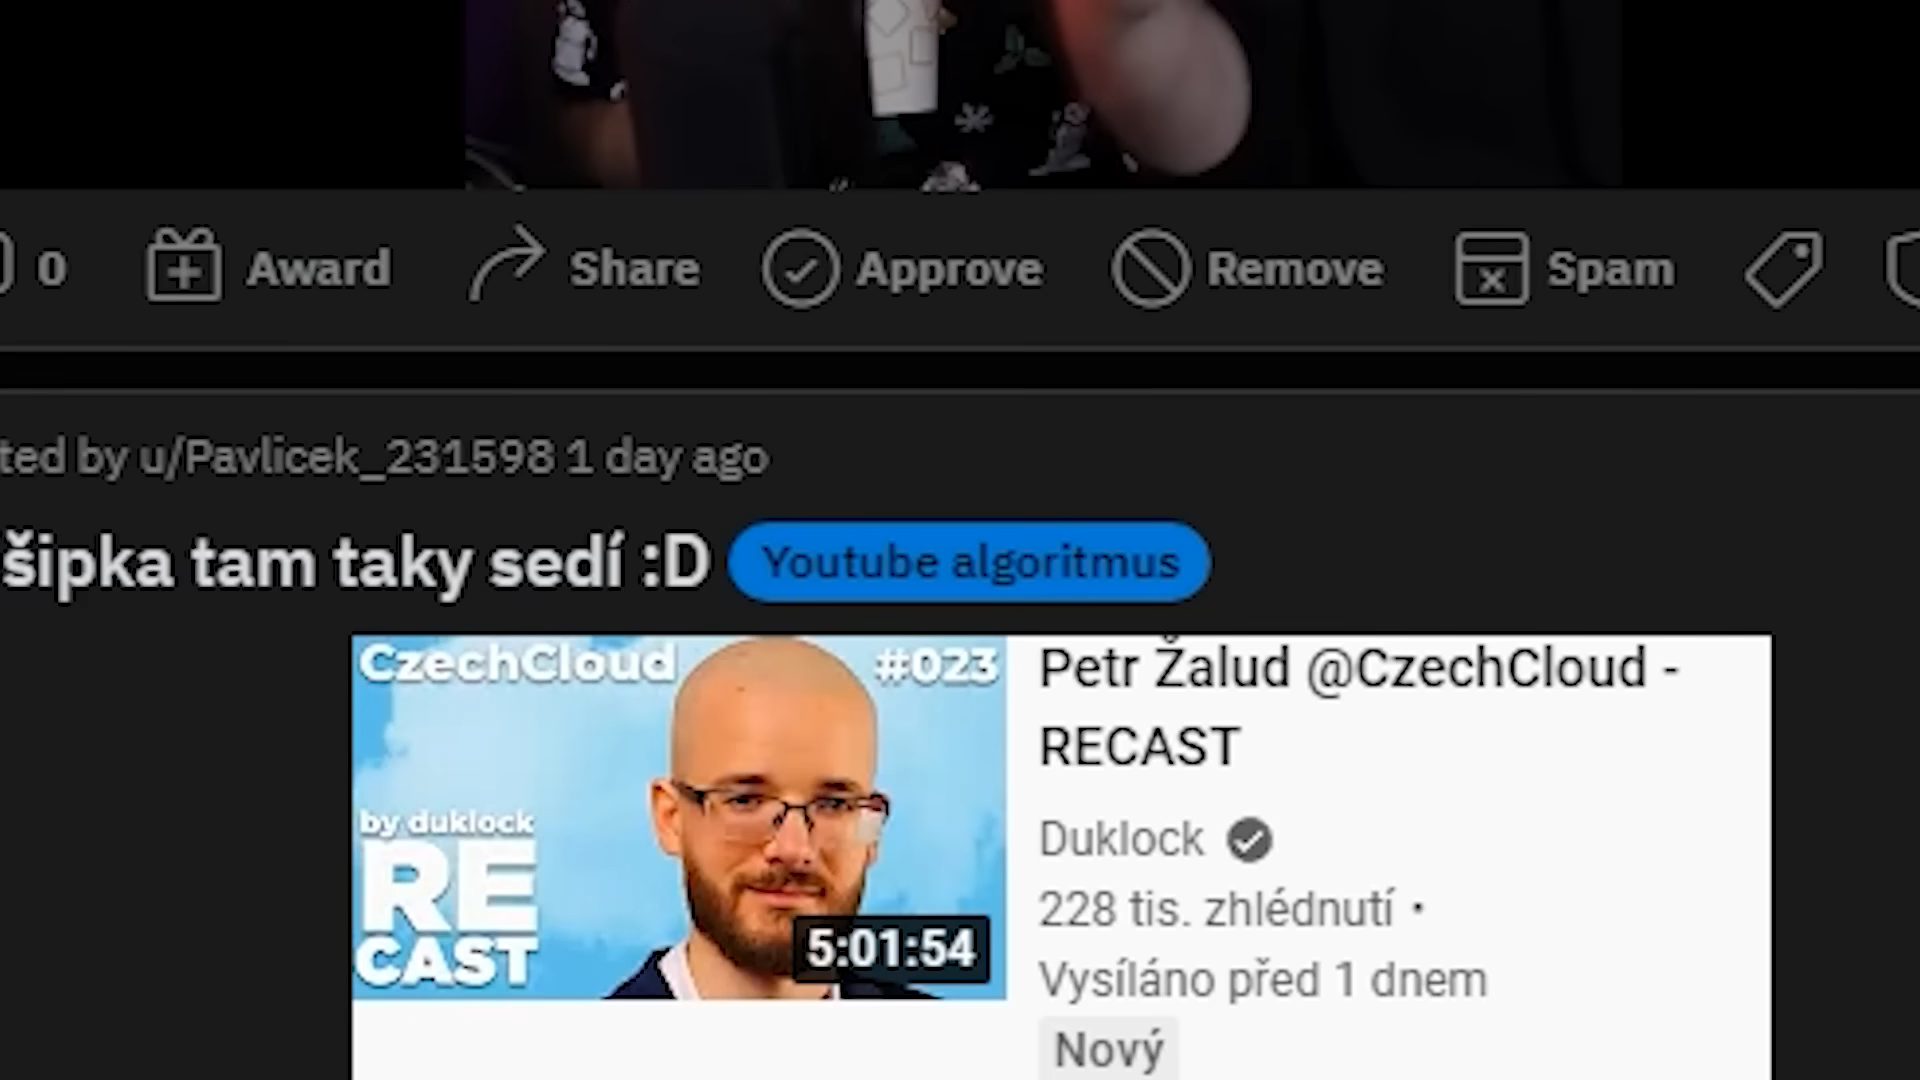 0 Award Share Approve Remove Spam
ted by u/Pavlicek_231598 1 day ago
šipka tam taky sedí :D Youtube algoritmus
CzechCloud #023
by duklock
RE
CAST
5:01:54
Petr Žalud @CzechCloud -
RECAST
Duklock
228 tis. zhlédnutí •
Vysíláno před 1 dnem
Nový